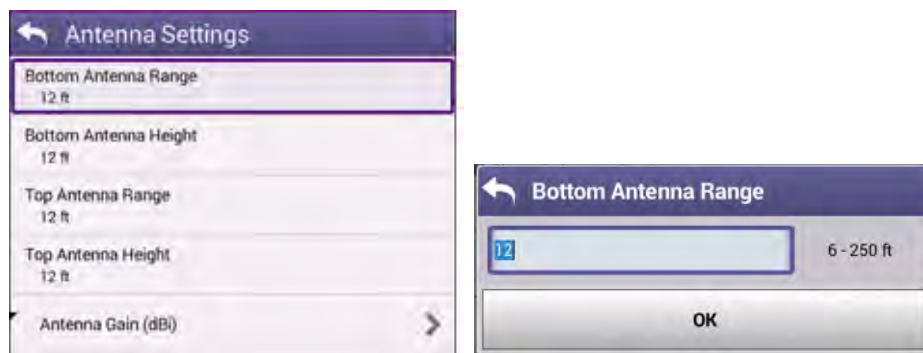 Antenna Settings
Bottom Antenna Range
12 ft
Bottom Antenna Height
12 ft
Top Antenna Range
12 ft
Top Antenna Height
12 ft
Antenna Gain (dBi)
Bottom Antenna Range
12
6 - 250 ft
OK